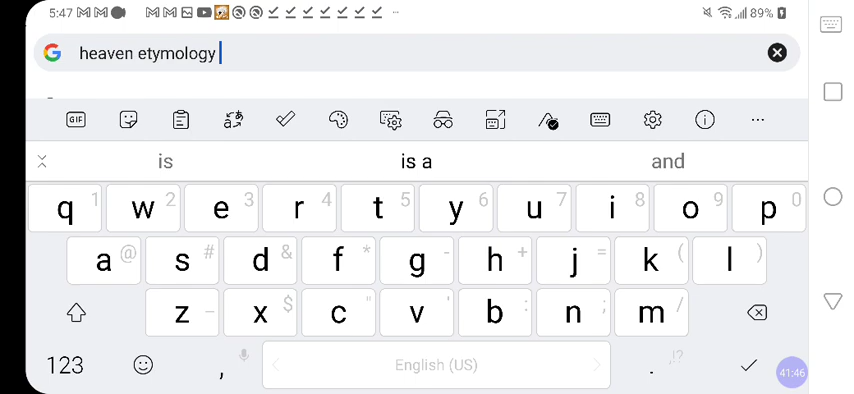 5:47 89%
heaven etymology
GIF
is is a and
q 1 w 2 e 3 r 4 t 5 y 6 u 7 i 8 o 9 p 0
a @ s # d & f * g - h + j = k ( l )
z _ x $ c " v ' b : n ; m /
123 , English (US) . ,!?
41:46